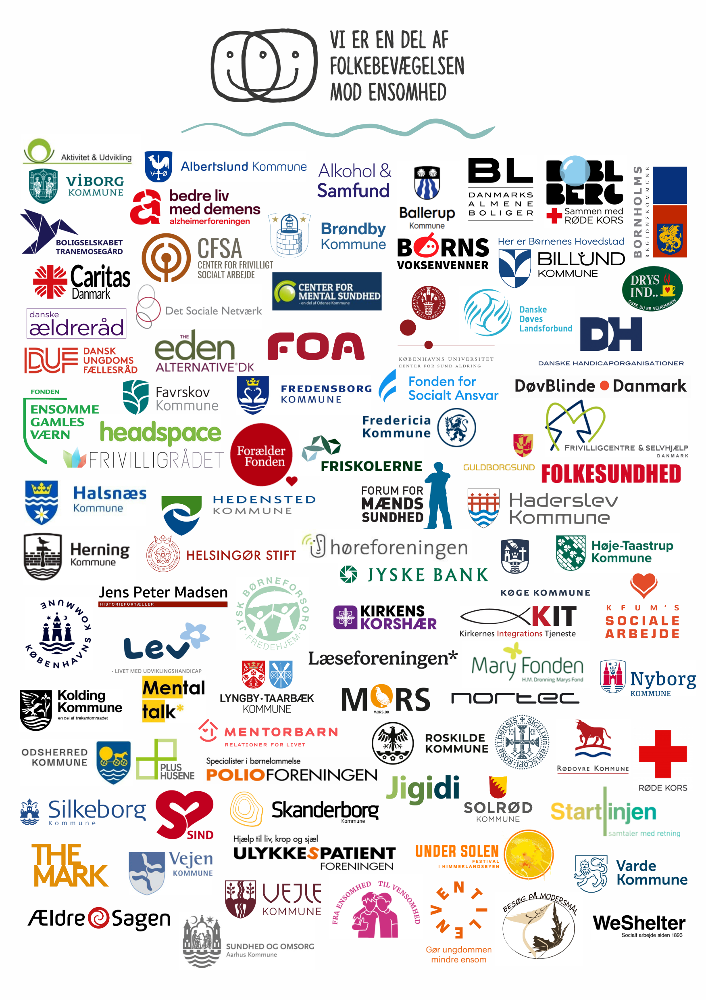 VI ER EN DEL AF
FOLKEBEVÆGELSEN
MOD ENSOMHED
Aktivitet & Udvikling
Albertslund Kommune
V Ø
Alkohol &
Samfund
Ballerup
Kommune
BL
DANMARKS
ALMENE
BOLIGER
BOBL
BERG
Sammen med
RØDE KORS
BORNHOLMS
REGIONSKOMMUNE
VIBORG
KOMMUNE
bedre liv
med demens
alzheimerforeningen
BOLIGSELSKABET
TRANEMOSEGÅRD
CFSA
CENTER FOR FRIVILLIGT
SOCIALT ARBEJDE
Brøndby
Kommune
BØRNS
VOKSENVENNER
Her er Børnenes Hovedstad
BILLUND
KOMMUNE
Caritas
Danmark
Det Sociale Netværk
CENTER FOR
MENTAL SUNDHED
- en del af Odense Kommune
DRYS
IND..
OSSE DU ER VELKOMMEN
danske
ældreråd
THE
eden
ALTERNATIVE®DK
FOA
KØBENHAVNS UNIVERSITET
CENTER FOR SUND ALDRING
Danske
Døves
Landsforbund
DH
DANSKE HANDICAPORGANISATIONER
DUF
DANSK
UNGDOMS
FÆLLESRÅD
FONDEN
ENSOMME
GAMLES
VÆRN
Favrskov
Kommune
FREDENSBORG
KOMMUNE
Fonden for
Socialt Ansvar
DøvBlinde Danmark
headspace
FRIVILLIGRÅDET
Forælder
Fonden
FRISKOLERNE
Fredericia
Kommune
GULDBORGSUND
FRIVILLIGCENTRE & SELVHJÆLP
DANMARK
FOLKESUNDHED
Halsnæs
Kommune
HEDENSTED
KOMMUNE
FORUM FOR
MÆNDS
SUNDHED
Haderslev
Kommune
Herning
Kommune
HELSINGØR STIFT
høreforeningen
JYSKE BANK
KØGE KOMMUNE
Høje-Taastrup
Kommune
KØBENHAVNS KOMMUNE
Jens Peter Madsen
HISTORIEFORTÆLLER
JYSK BØRNEFORSORG
· FREDEHJEM ·
KIRKENS
KORSHÆR
KIT
Kirkernes Integrations Tjeneste
KFUM'S
SOCIALE
ARBEJDE
Lev
- LIVET MED UDVIKLINGSHANDICAP
LYNGBY-TAARBÆK
KOMMUNE
Læseforeningen*
Mary Fonden
H.M. Dronning Marys Fond
Nyborg
KOMMUNE
Kolding
Kommune
en del af trekantomraadet
Mental
talk*
MORS
MORS.DK
nortec
MENTORBARN
RELATIONER FOR LIVET
ODSHERRED
KOMMUNE
PLUS
HUSENE
Specialister i børnelammelse
POLIOFORENINGEN
ROSKILDE
KOMMUNE
RØDOVRE KOMMUNE
RØDE KORS
Silkeborg
Kommune
SIND
Skanderborg
Kommune
Jigidi
SOLRØD
KOMMUNE
Startlinjen
samtaler med retning
THE
MARK
Vejen
KOMMUNE
Hjælp til liv, krop og sjæl
ULYKKESPATIENT
FORENINGEN
UNDER SOLEN
FESTIVAL
I HIMMERLANDSBYEN
Varde
Kommune
ÆldreSagen
VEJLE
KOMMUNE
SUNDHED OG OMSORG
Aarhus Kommune
FRA ENSOMHED TIL VENSOMHED
VENTILEN
Gør ungdommen
mindre ensom
BESØG PÅ MODERSMÅL
WeShelter
Socialt arbejde siden 1893